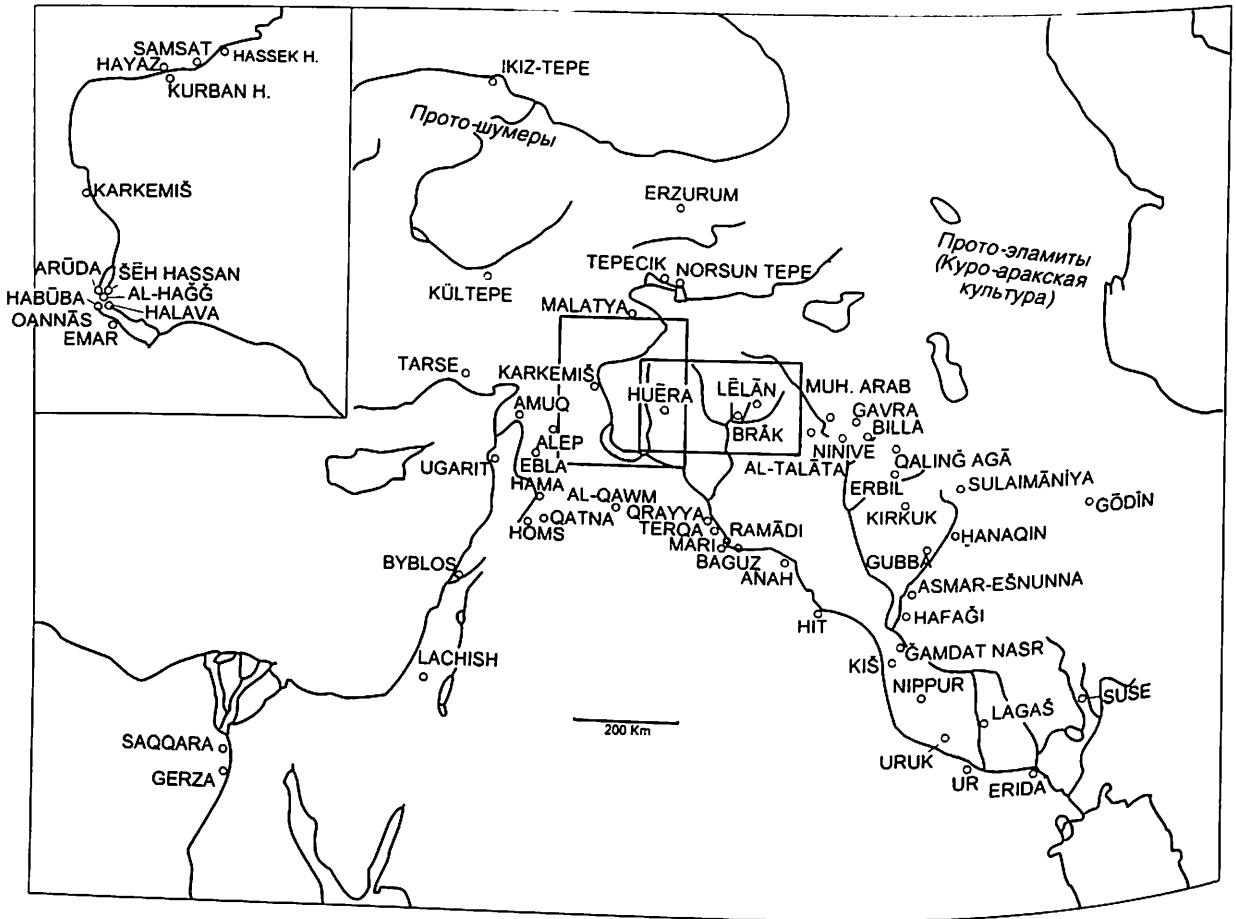 SAMSAT
HASSEK H.
HAYAZ
KURBAN H.
KARKEMIŠ
ARŪDA
ŠĒH HASSAN
AL-HAĞĞ
HABŪBA
HALAVA
OANNĀS
EMAR
IKIZ-TEPE
Прото-шумеры
ERZURUM
Прото-эламиты
(Куро-аракская
культура)
TEPECIK
NORSUN TEPE
KÜLTEPE
MALATYA
TARSE
KARKEMIŠ
HUĒRA
LĒLĀN
BRĀK
MUH. ARAB
GAVRA
BILLA
NINIVE
AL-TALĀTAĪ
AMUQ
ALEP
EBLA
UGARIT
QALINĞ AGĀ
ERBIL
SULAIMĀNIYA
GŌDĪN
HAMA
AL-QAWM
QRAYYA
KIRKUK
HOMS
QATNA
TERQA
RAMĀDI
MARI
BAGUZ
ANAH
ḪANAQIN
GUBBA
BYBLOS
ASMAR-EŠNUNNA
HAFAĞI
HIT
LACHISH
KIŠ
ĞAMDAT NASR
NIPPUR
SUSE
LAGAŠ
200 Km
SAQQARA
GERZA
URUK
UR
ERIDA